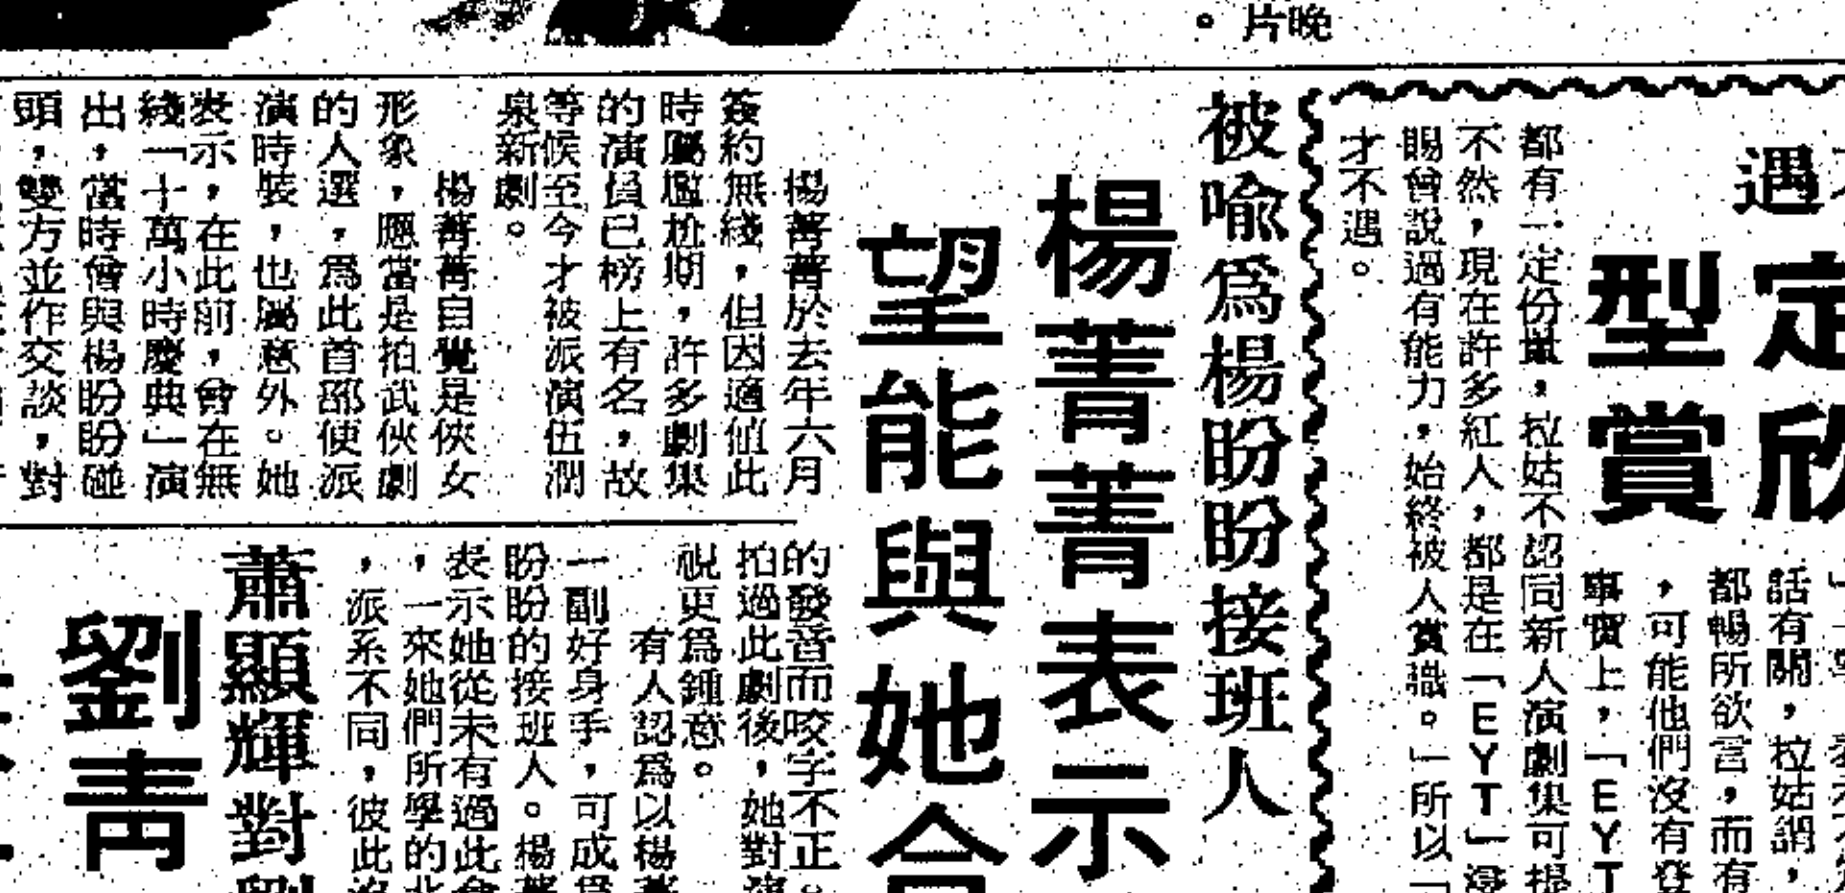 片晚。
遇
定
型
欣
賞
話有關，拉姑謂，
都暢所欲言，而有
，可能他們沒有
事實上，「EYT
都有一定份量，拉姑不認同新人演劇集可提
不然，現在許多紅人，都是在「EYT」浸
賜曾說過有能力，始終被人賞識。」所以「
才不遇。
被喻為楊盼盼接班人
楊菁菁表示
望能與她合
楊菁菁於去年六月
簽約無綫，但因適值此
時屬尷尬期，許多劇集
的演員已榜上有名，故
等候至今才被派演伍潤
泉新劇。
楊菁菁自覺是俠女
形象，應當是拍武俠劇
的人選，為此首部使派
演時裝，也屬意外。她
表示，在此前，會在無
綫「十萬小時慶典」演
出，當時會與楊盼盼碰
頭，雙方並作交談，對
的發音而咬字不正。
拍過此劇後，她對演
視更為鍾意。
有人認為以楊菁
一副好身手，可成為
盼盼的接班人。楊菁
表示她從未有過此
，一來她們所學的北
，派系不同，彼此
蕭顯輝對劉
劉青